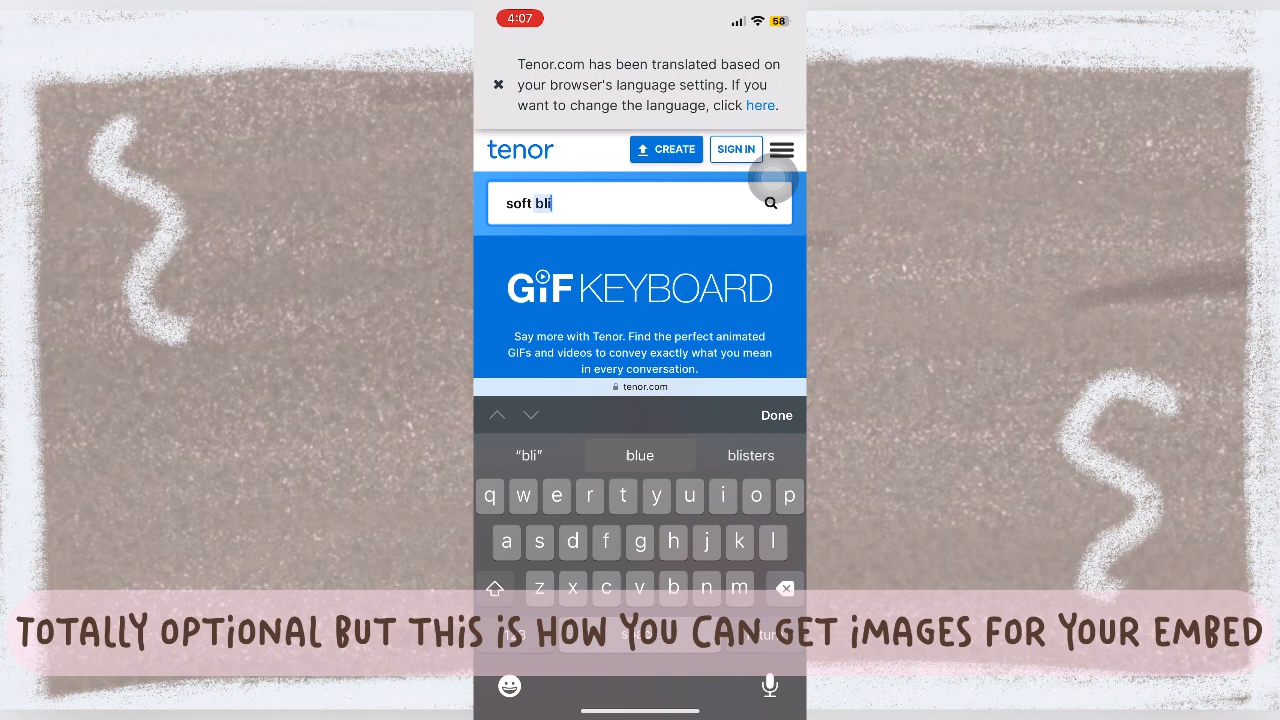 4:07
58
Tenor.com has been translated based on
your browser's language setting. If you
want to change the language, click here.
tenor
CREATE
SIGN IN
soft bli
GIF KEYBOARD
Say more with Tenor. Find the perfect animated
GIFs and videos to convey exactly what you mean
in every conversation.
tenor.com
Done
"bli" blue blisters
q w e r t y u i o p
a s d f g h j k l
z x c v b n m
TOTALLY OPTIONAL BUT THIS IS HOW YOU CAN GET IMAGES FOR YOUR EMBED
123